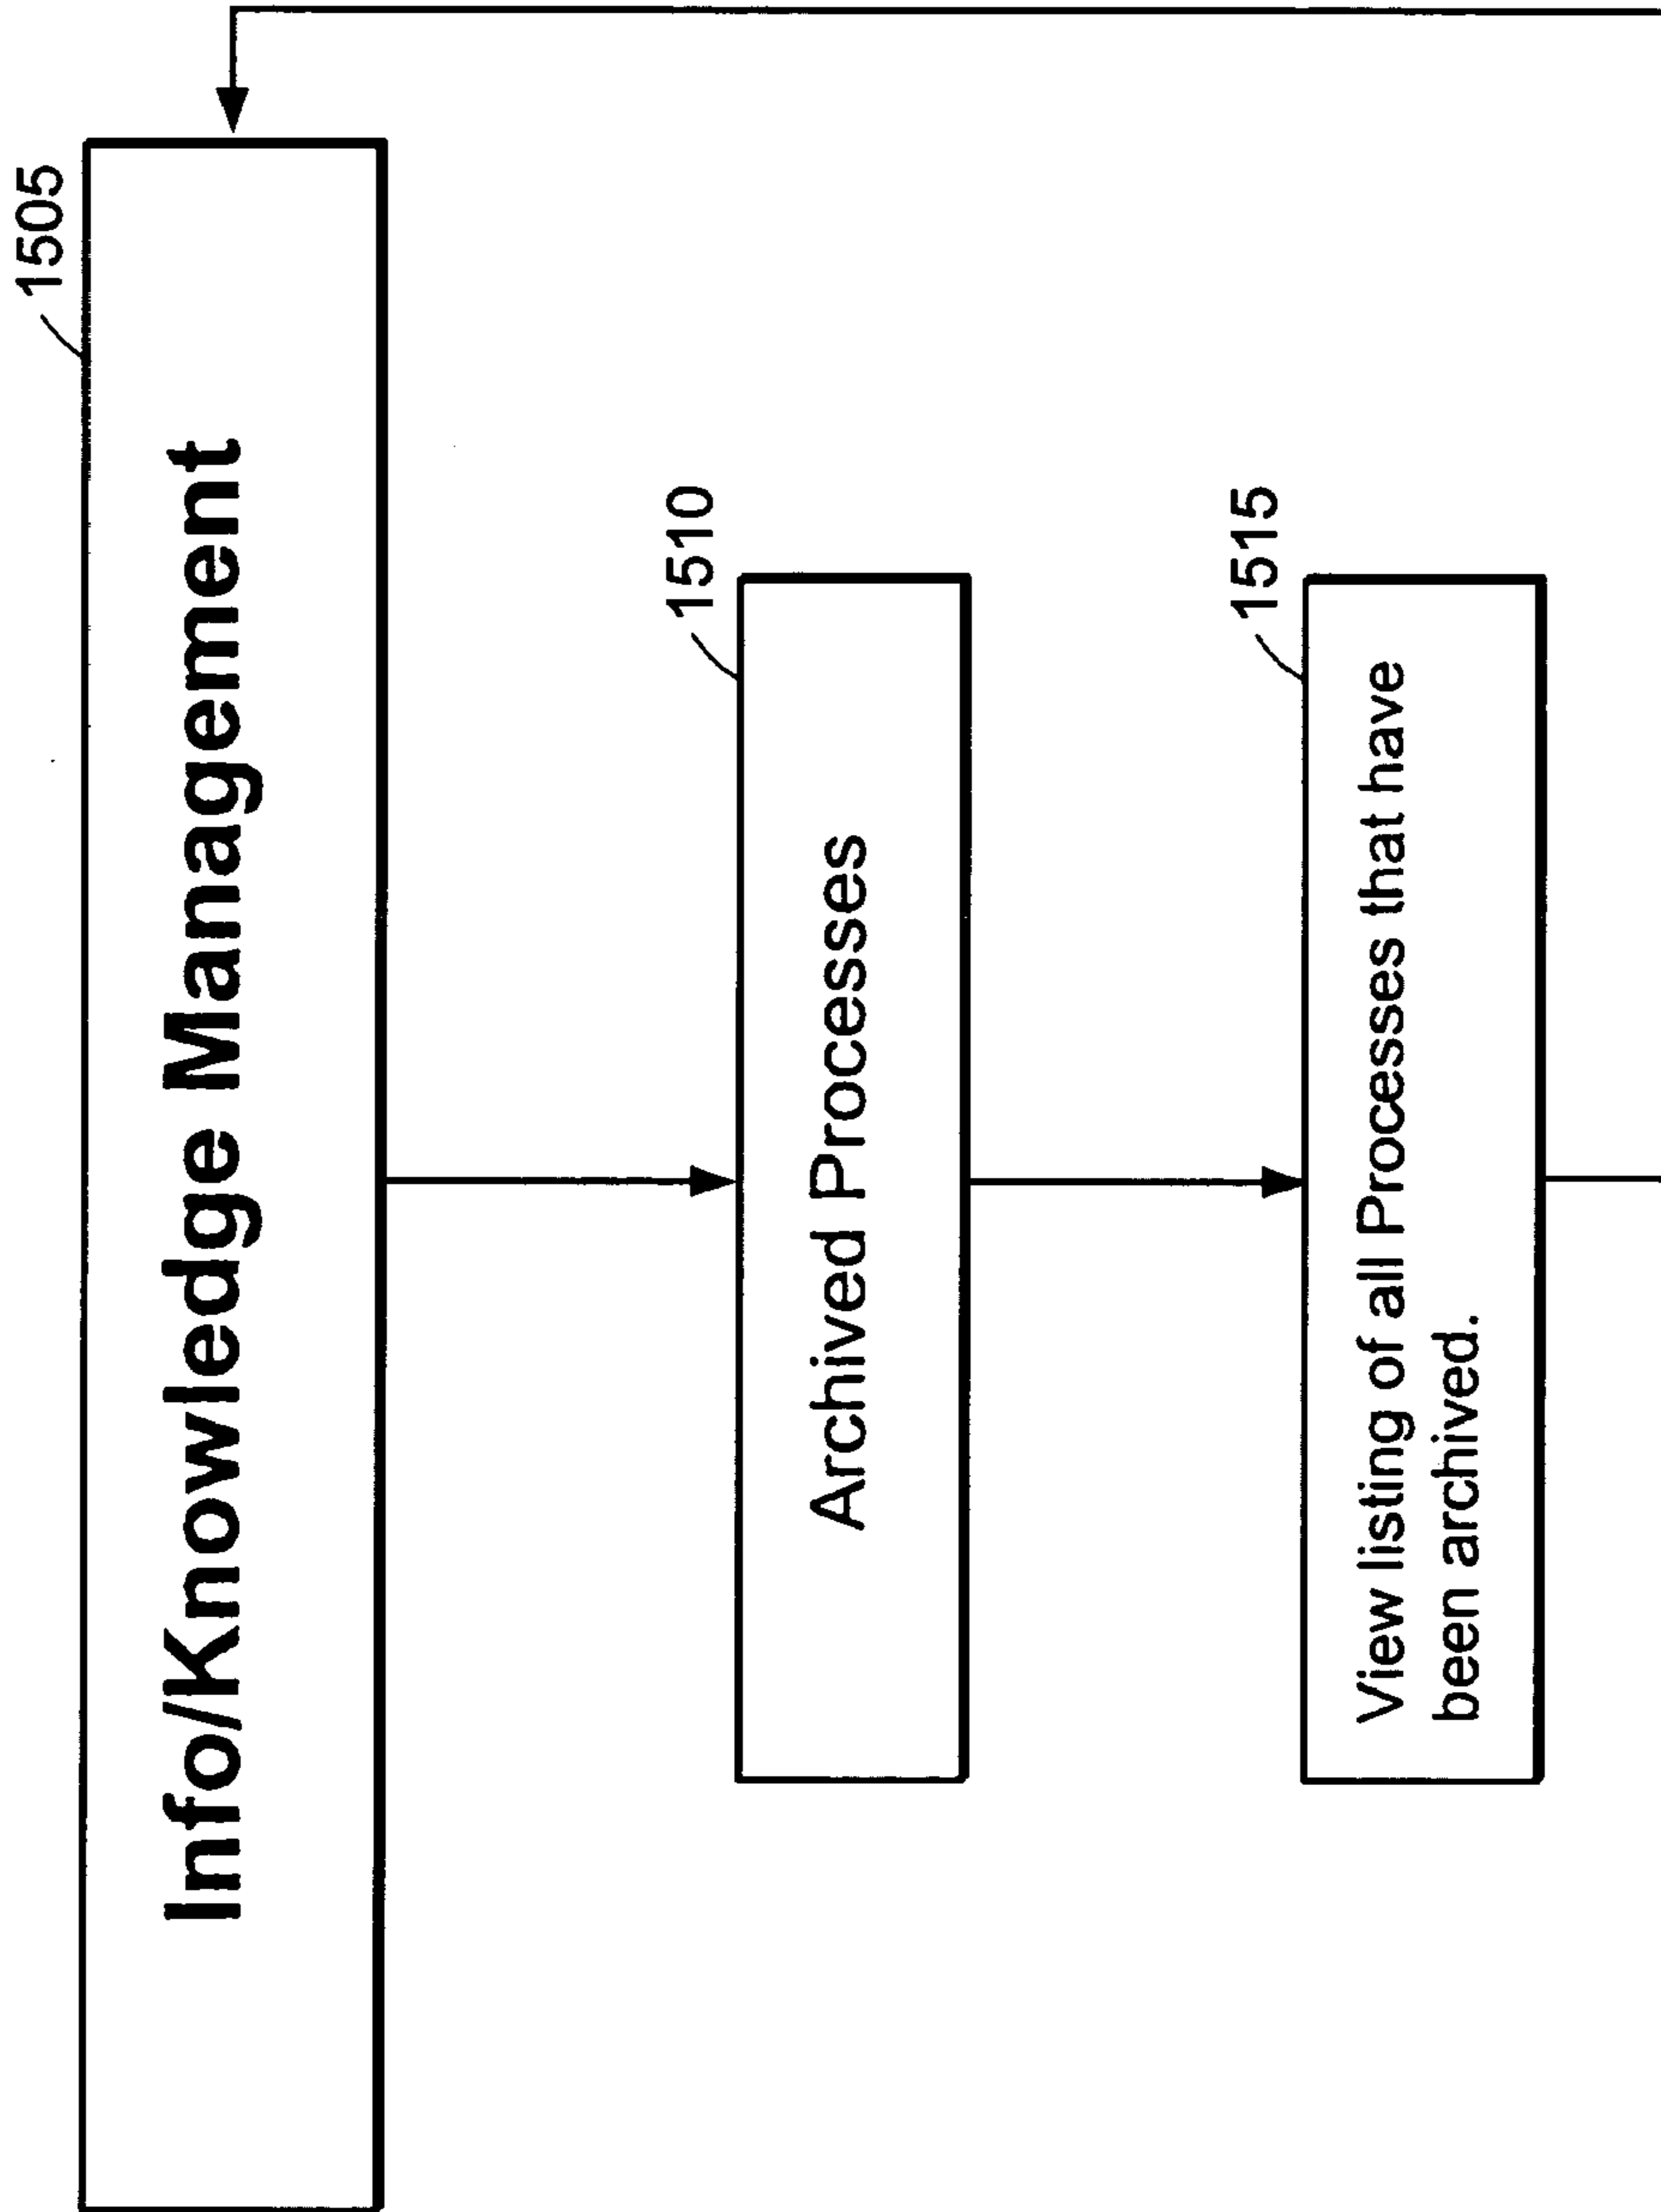 1505
Info/Knowledge Management
1510
Archived Processes
1515
View listing of all Processes that have
been archived.